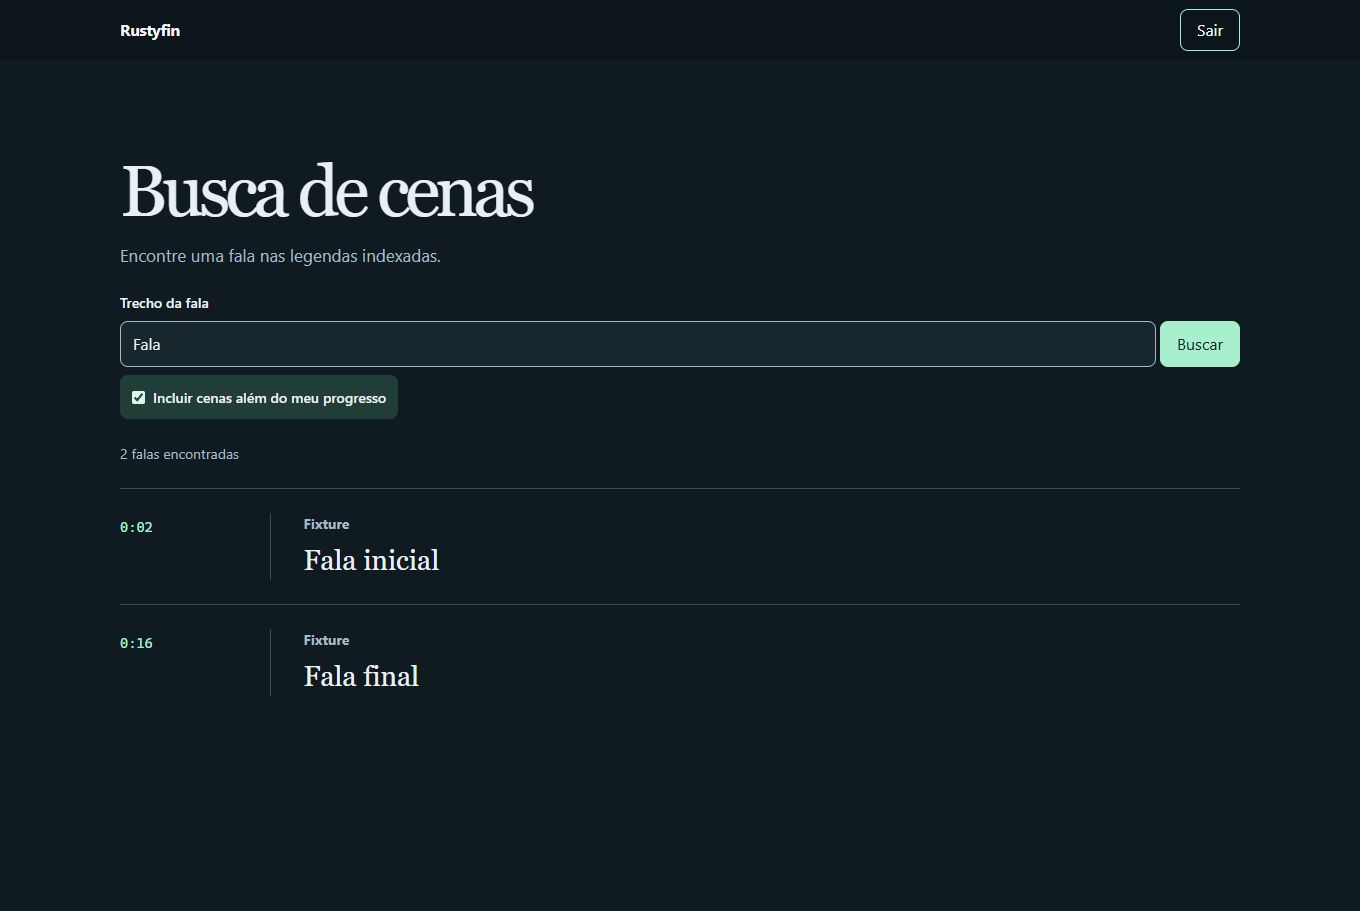 Rustyfin
Sair
Busca de cenas
Encontre uma fala nas legendas indexadas.
Trecho da fala
Fala
Buscar
Incluir cenas além do meu progresso
2 falas encontradas
0:02
Fixture
Fala inicial
0:16
Fixture
Fala final